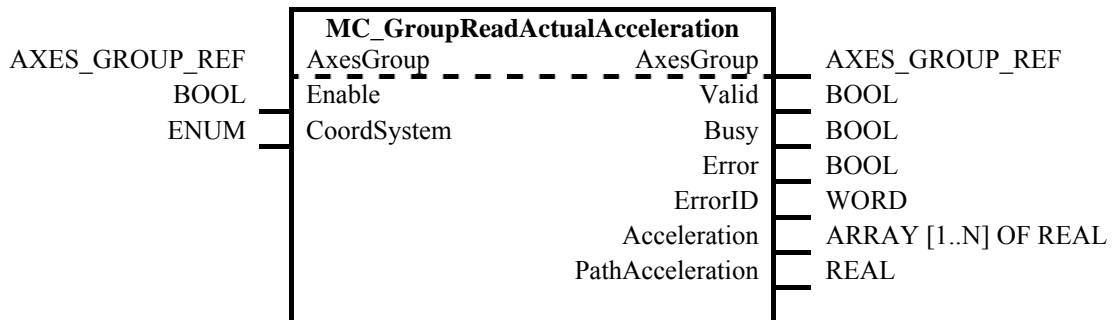 MC_GroupReadActualAcceleration
AXES_GROUP_REF AxesGroup AxesGroup AXES_GROUP_REF
BOOL Enable Valid BOOL
ENUM CoordSystem Busy BOOL
Error BOOL
ErrorID WORD
Acceleration ARRAY [1..N] OF REAL
PathAcceleration REAL